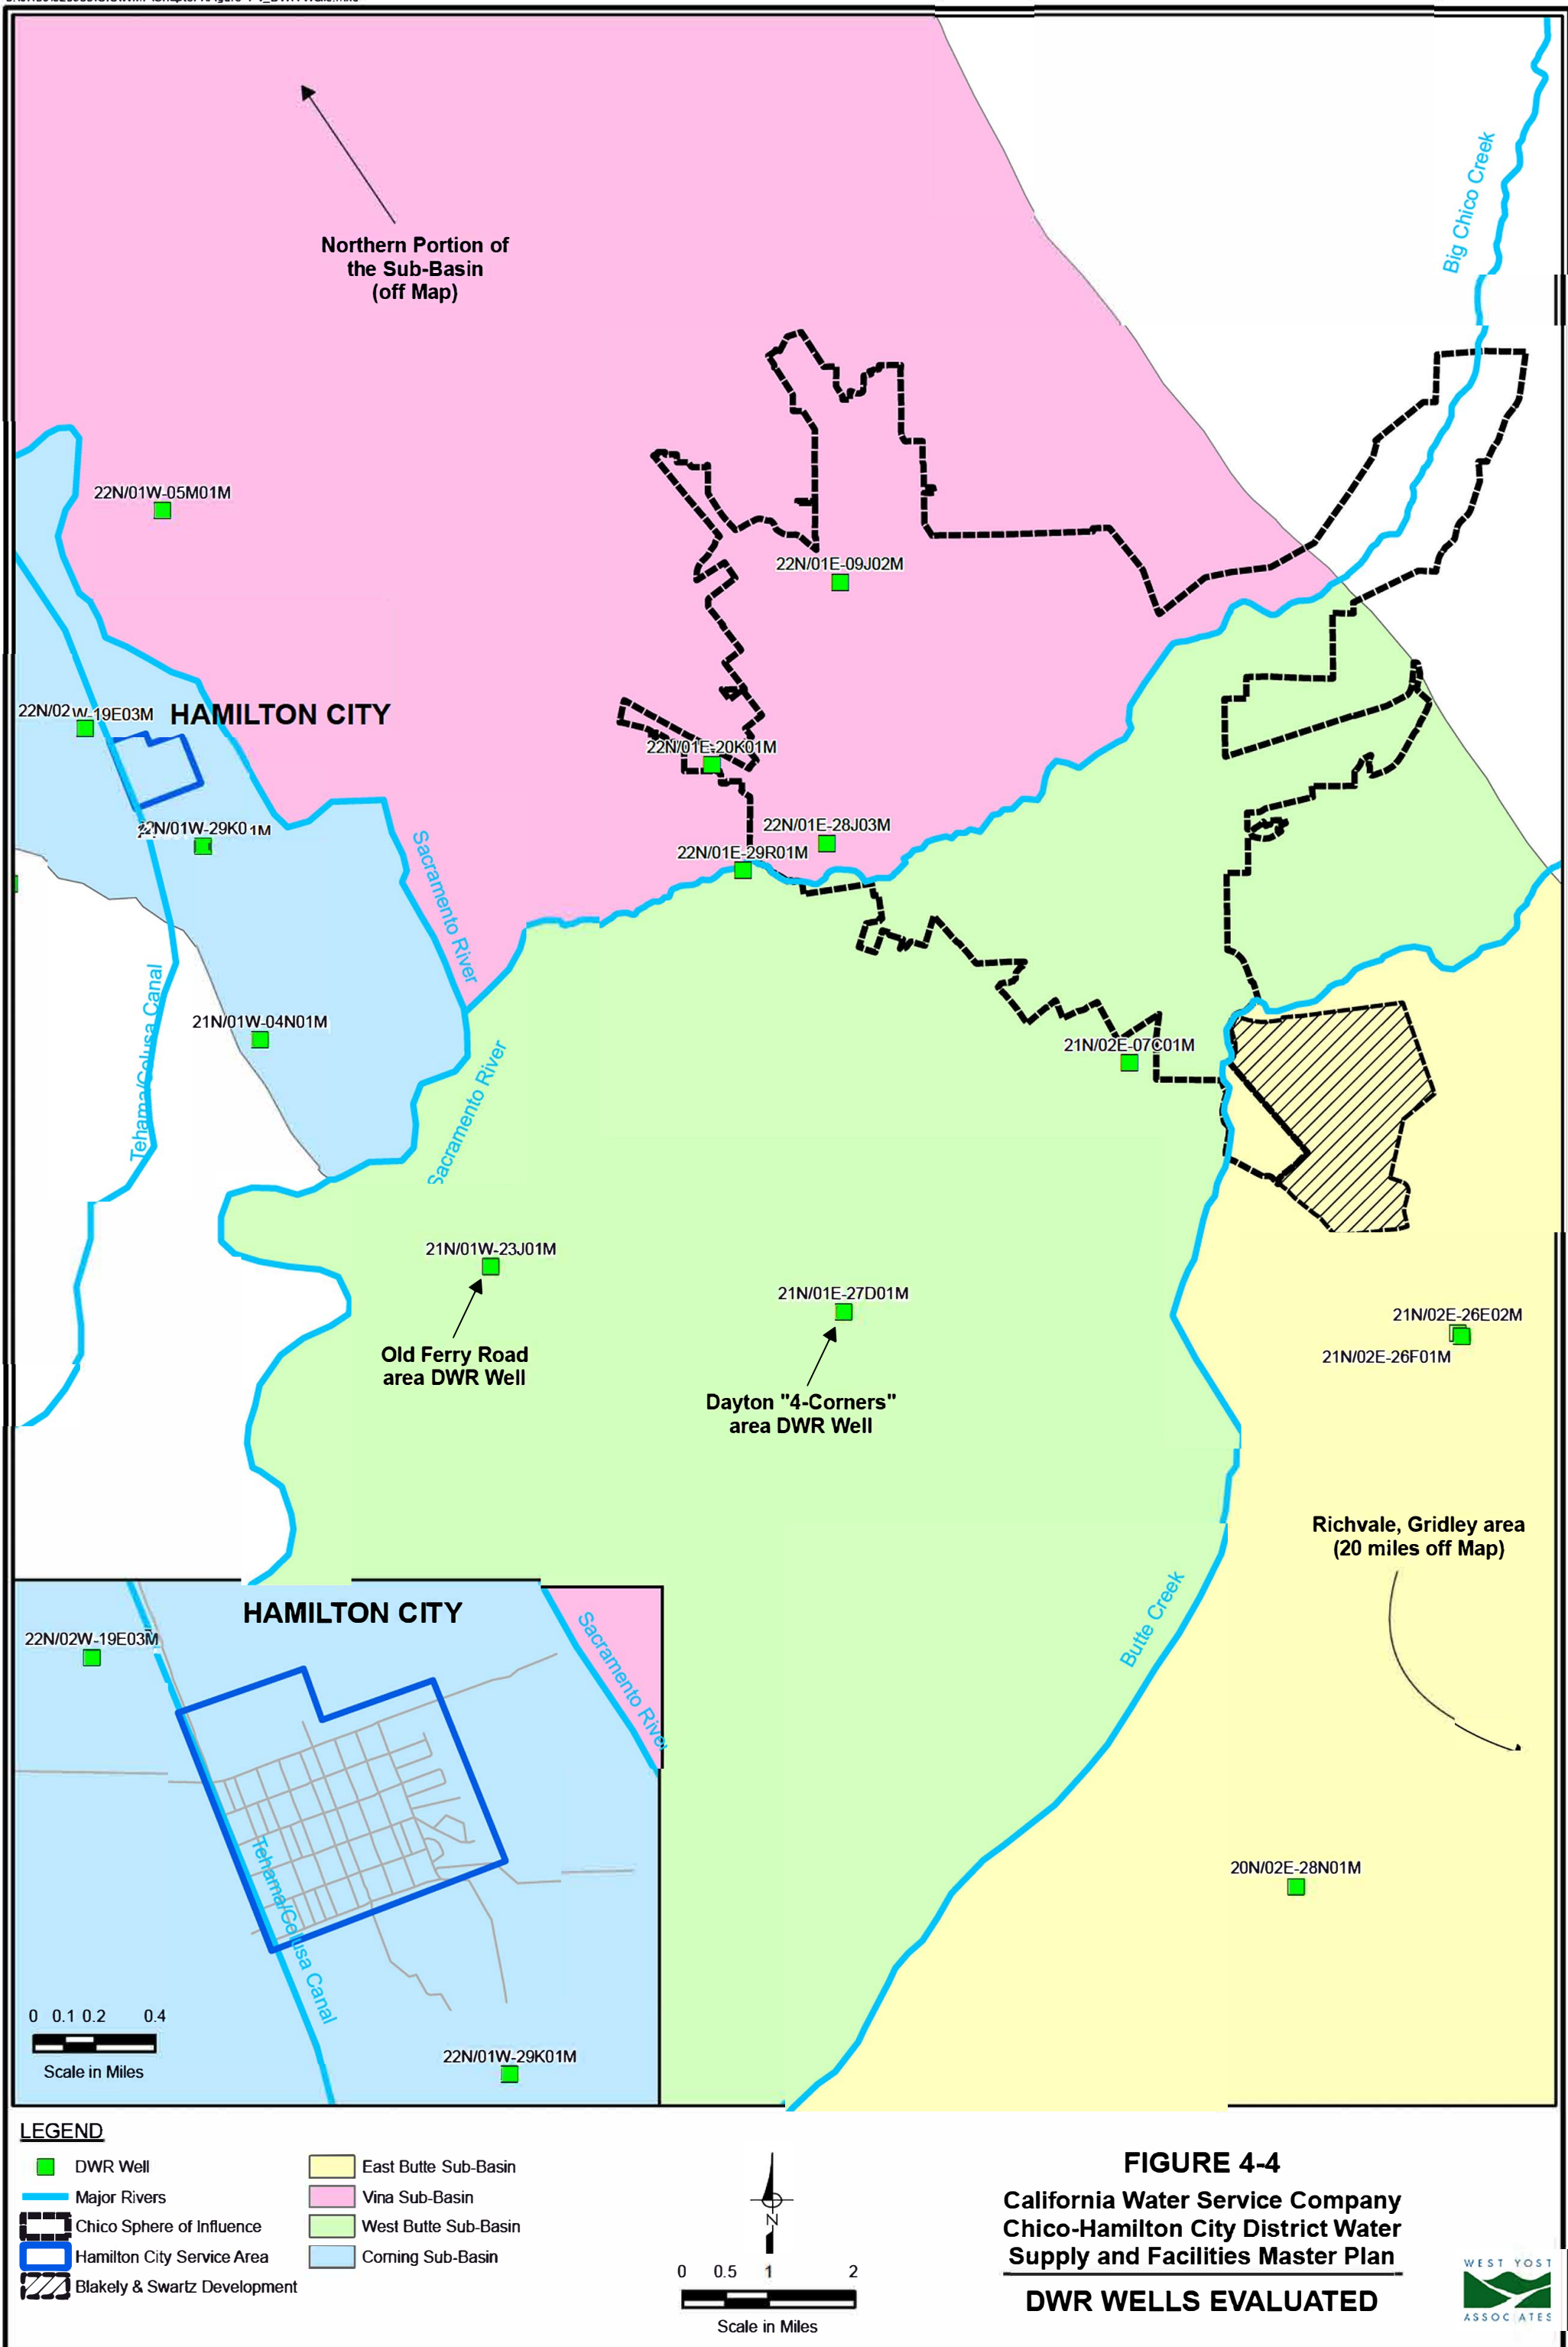 Big Chico Creek
Northern Portion of
the Sub-Basin
(off Map)
22N/01W-05M01M
22N/01E-09J02M
22N/02W-19E03M
HAMILTON CITY
22N/01E-20K01M
22N/01W-29K01M
22N/01E-28J03M
22N/01E-29R01M
Sacramento River
Tehama/Colusa Canal
21N/01W-04N01M
21N/02E-07C01M
Sacramento River
21N/01W-23J01M
Old Ferry Road
area DWR Well
21N/01E-27D01M
Dayton "4-Corners"
area DWR Well
21N/02E-26E02M
21N/02E-26F01M
Richvale, Gridley area
(20 miles off Map)
Butte Creek
20N/02E-28N01M
HAMILTON CITY
22N/02W-19E03M
Sacramento River
Tehama/Colusa Canal
0 0.1 0.2 0.4
Scale in Miles
22N/01W-29K01M
LEGEND
DWR Well
Major Rivers
Chico Sphere of Influence
Hamilton City Service Area
Blakely & Swartz Development
East Butte Sub-Basin
Vina Sub-Basin
West Butte Sub-Basin
Corning Sub-Basin
N
0 0.5 1 2
Scale in Miles
FIGURE 4-4
California Water Service Company
Chico-Hamilton City District Water
Supply and Facilities Master Plan
DWR WELLS EVALUATED
WEST YOST
ASSOCIATES